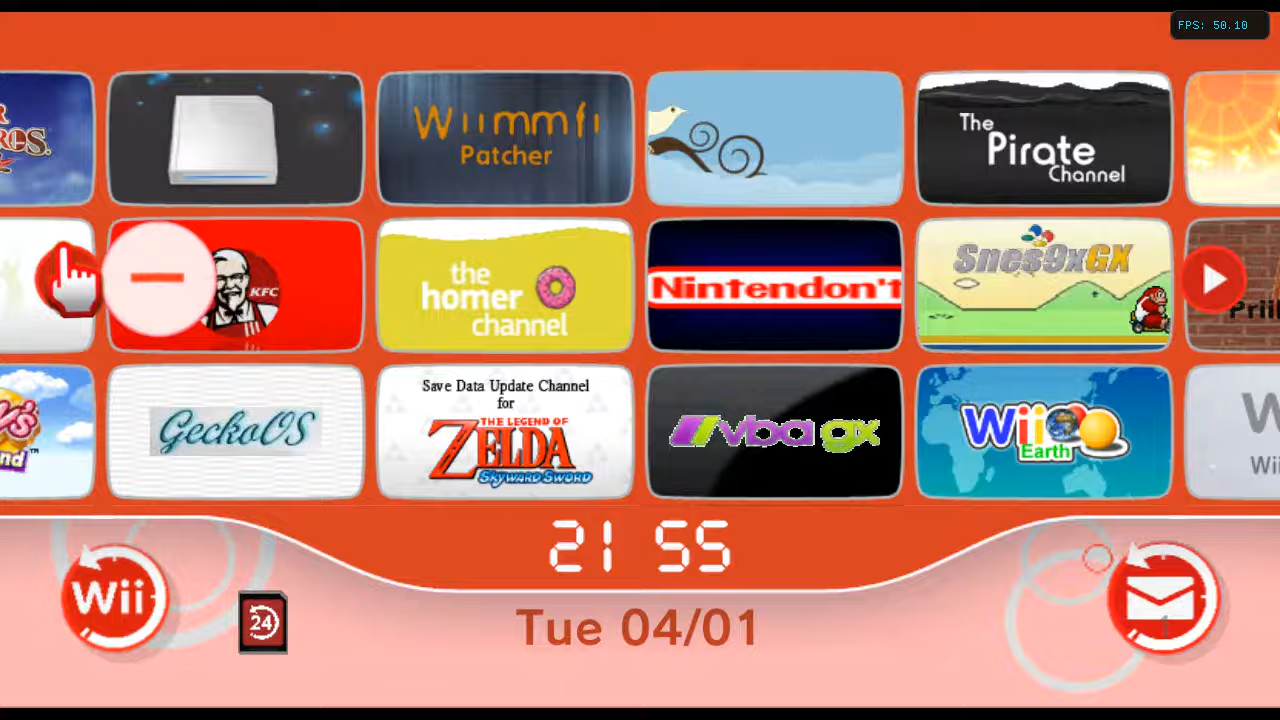 FPS: 50.10
Wiimmfi
Patcher
The
Pirate
Channel
KFC
the
homer
channel
Nintendon't
Snes9xGX
Save Data Update Channel
for
THE LEGEND OF
ZELDA
SKYWARD SWORD
GeckoOS
vba gx
Wii
Earth
21 55
Wii
24
Tue 04/01
1